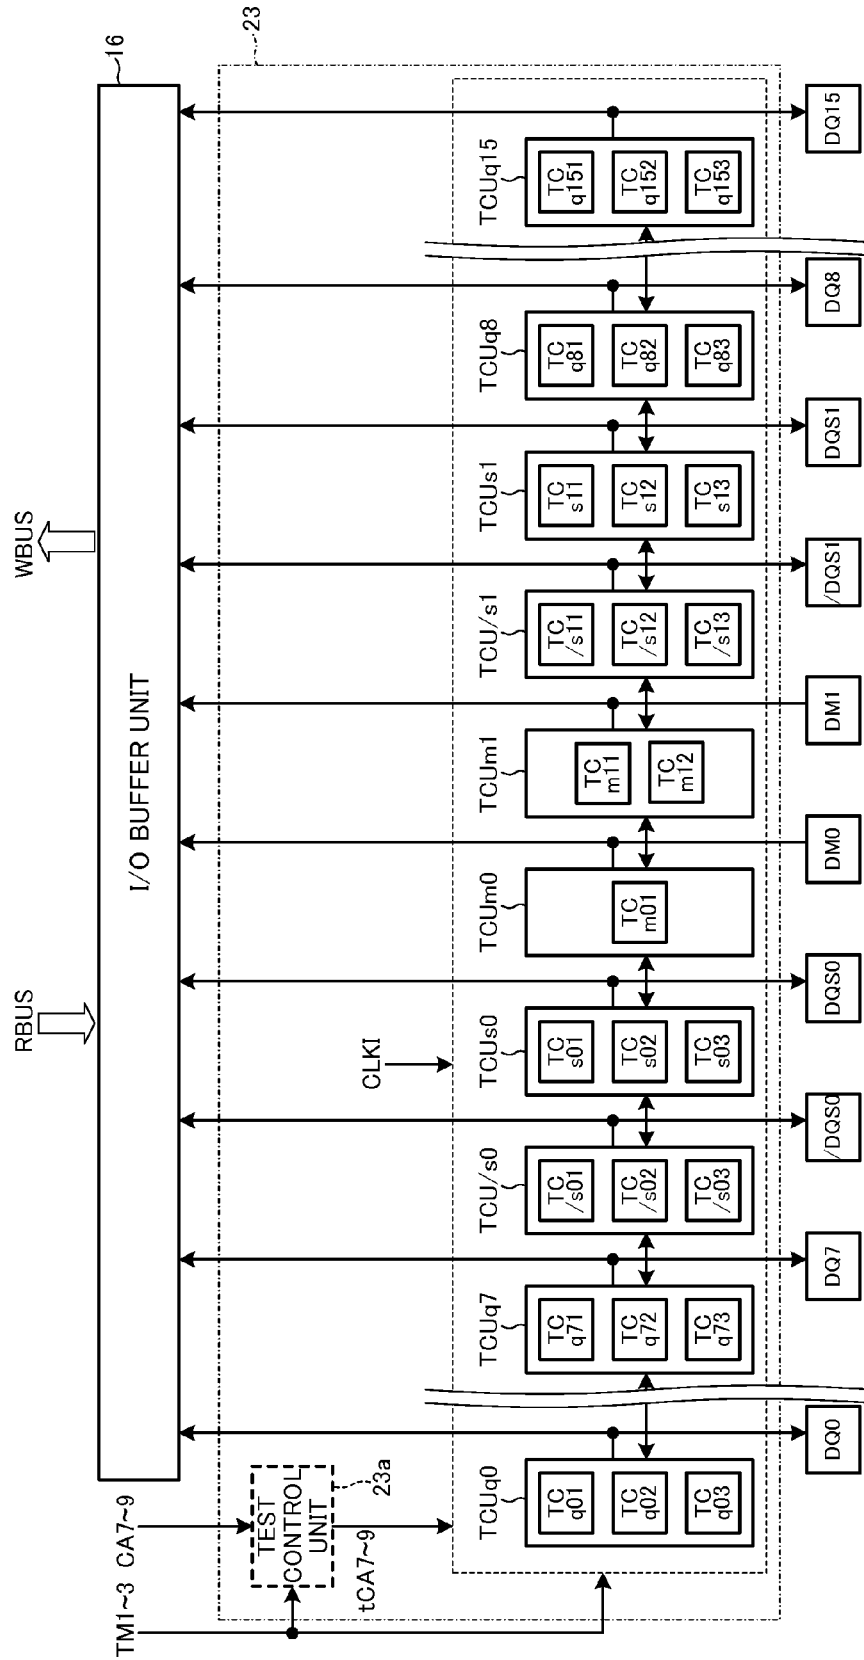 TM1~3
CA7~9
TEST
CONTROL
UNIT
23a
tCA7~9
RBUS
WBUS
I/O BUFFER UNIT
16
23
CLKI
TCUq0
TC
q01
TC
q02
TC
q03
DQ0
TCUq7
TC
q71
TC
q72
TC
q73
DQ7
TCU/s0
TC
/s01
TC
/s02
TC
/s03
/DQS0
TCUs0
TC
s01
TC
s02
TC
s03
DQS0
TCUm0
TC
m01
DM0
TCUm1
TC
m11
TC
m12
DM1
TCU/s1
TC
/s11
TC
/s12
TC
/s13
/DQS1
TCUs1
TC
s11
TC
s12
TC
s13
DQS1
TCUq8
TC
q81
TC
q82
TC
q83
DQ8
TCUq15
TC
q151
TC
q152
TC
q153
DQ15